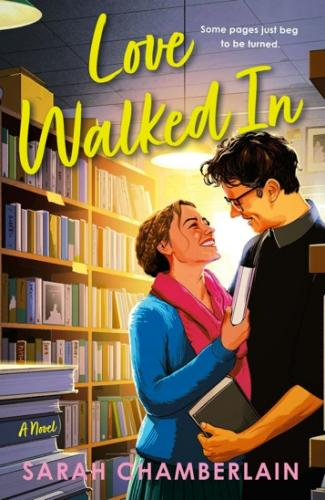 Some pages just beg
to be turned.
Love
Walked In
A Novel
SARAH CHAMBERLAIN